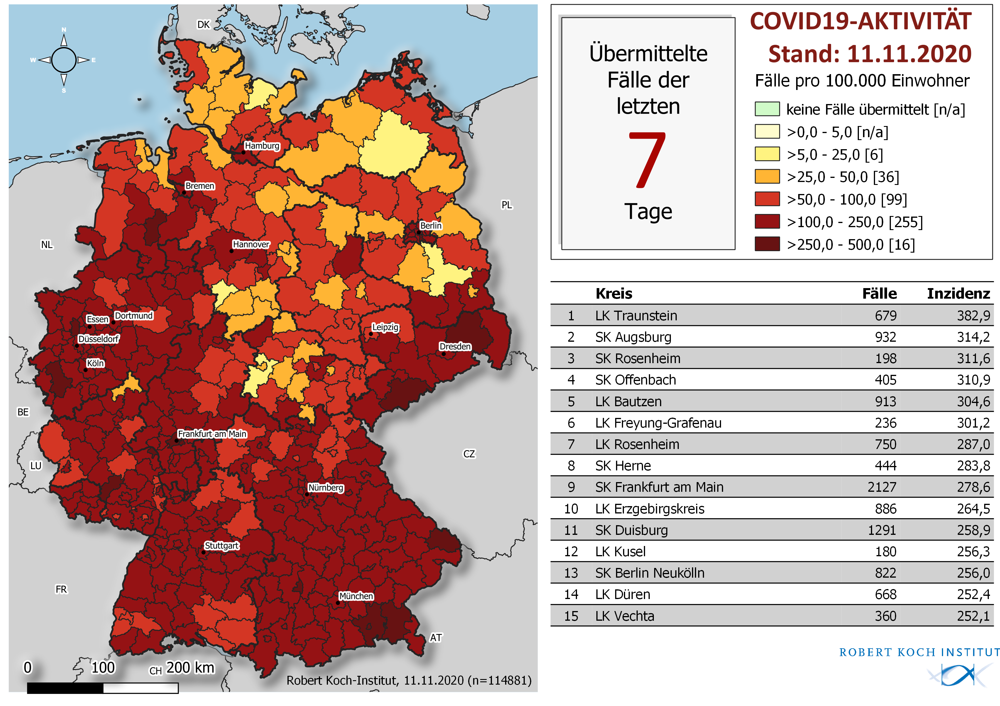 N
W
E
S
DK
PL
NL
BE
LU
FR
CZ
AT
CH
Hamburg
Bremen
Berlin
Hannover
Essen
Dortmund
Düsseldorf
Leipzig
Dresden
Köln
Frankfurt am Main
Nürnberg
Stuttgart
München
0 100 200 km
Robert Koch-Institut, 11.11.2020 (n=114881)
Übermittelte
Fälle der
letzten
7
Tage
COVID19-AKTIVITÄT
Stand: 11.11.2020
Fälle pro 100.000 Einwohner
keine Fälle übermittelt [n/a]
>0,0 - 5,0 [n/a]
>5,0 - 25,0 [6]
>25,0 - 50,0 [36]
>50,0 - 100,0 [99]
>100,0 - 250,0 [255]
>250,0 - 500,0 [16]
Kreis Fälle Inzidenz
1 LK Traunstein 679 382,9
2 SK Augsburg 932 314,2
3 SK Rosenheim 198 311,6
4 SK Offenbach 405 310,9
5 LK Bautzen 913 304,6
6 LK Freyung-Grafenau 236 301,2
7 LK Rosenheim 750 287,0
8 SK Herne 444 283,8
9 SK Frankfurt am Main 2127 278,6
10 LK Erzgebirgskreis 886 264,5
11 SK Duisburg 1291 258,9
12 LK Kusel 180 256,3
13 SK Berlin Neukölln 822 256,0
14 LK Düren 668 252,4
15 LK Vechta 360 252,1
ROBERT KOCH INSTITUT